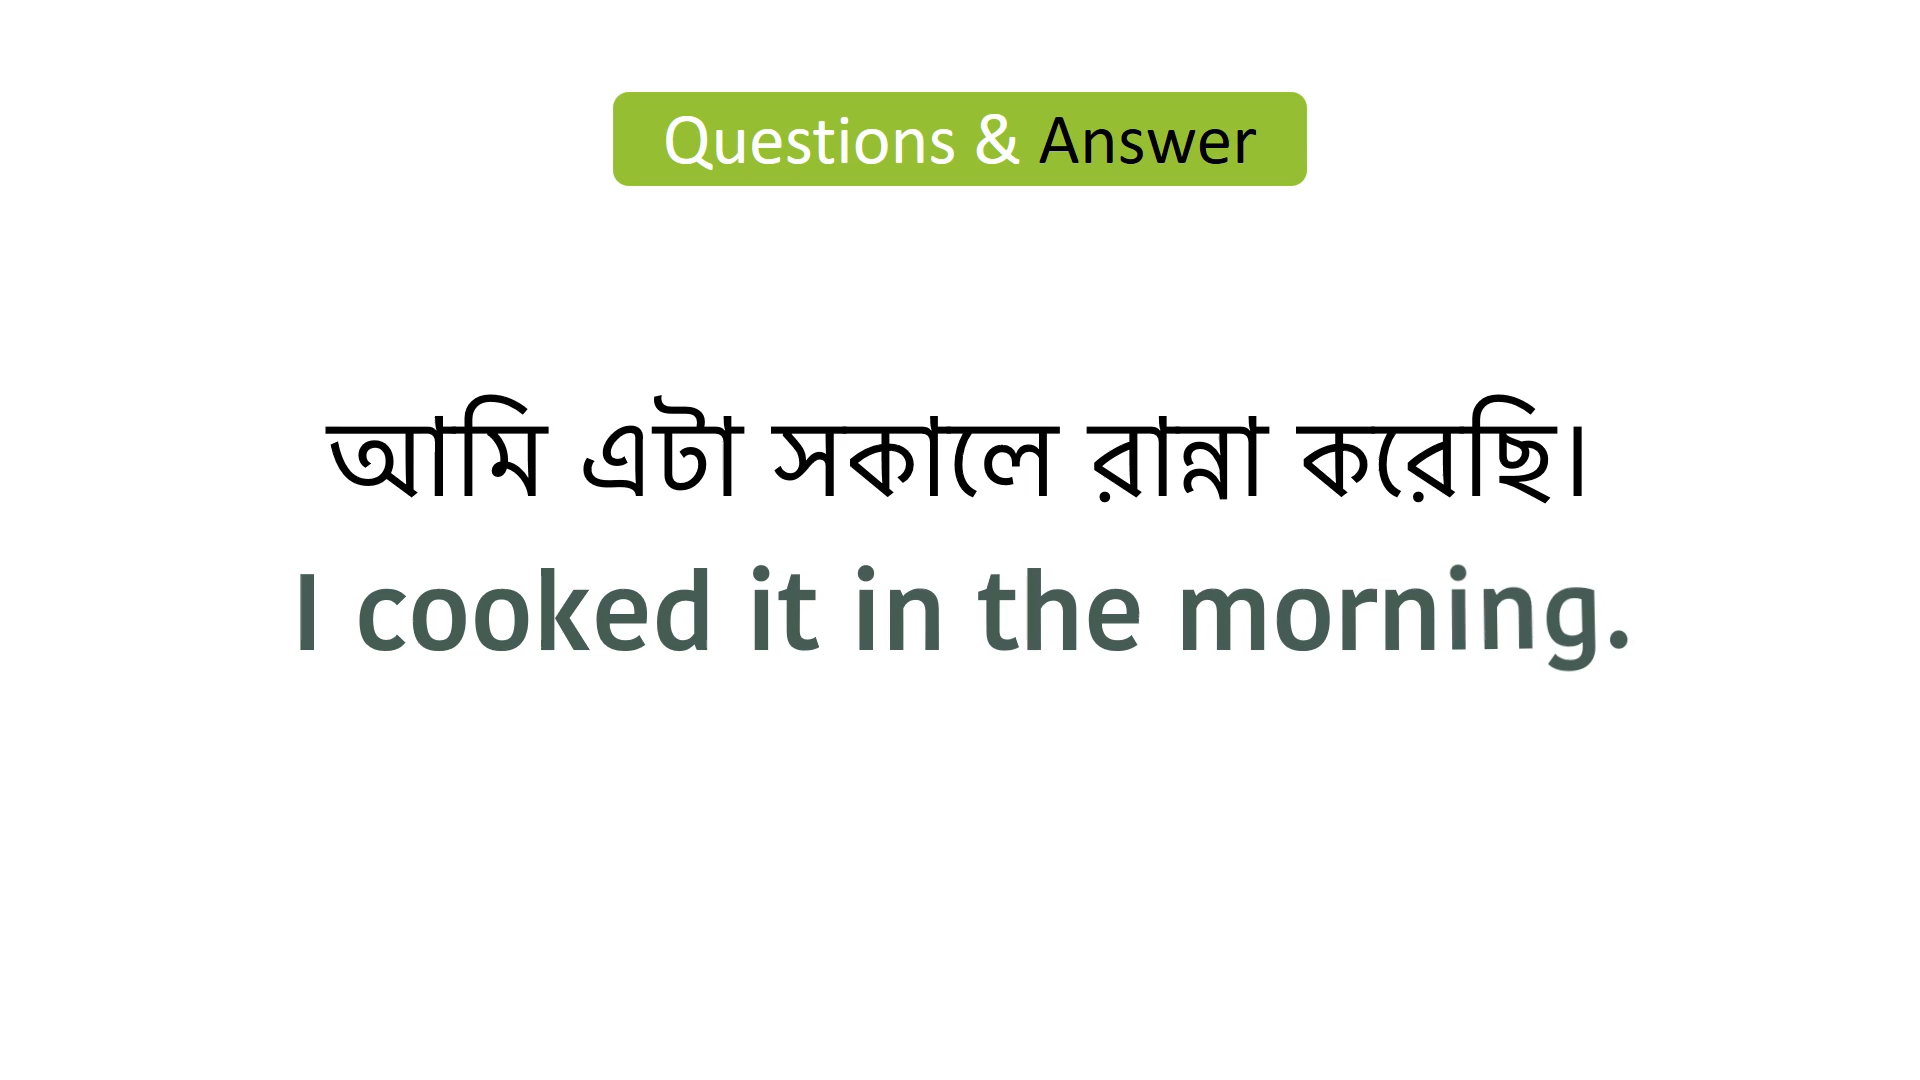 Questions & Answer
আমি এটা সকালে রান্না করেছি।
I cooked it in the morning.